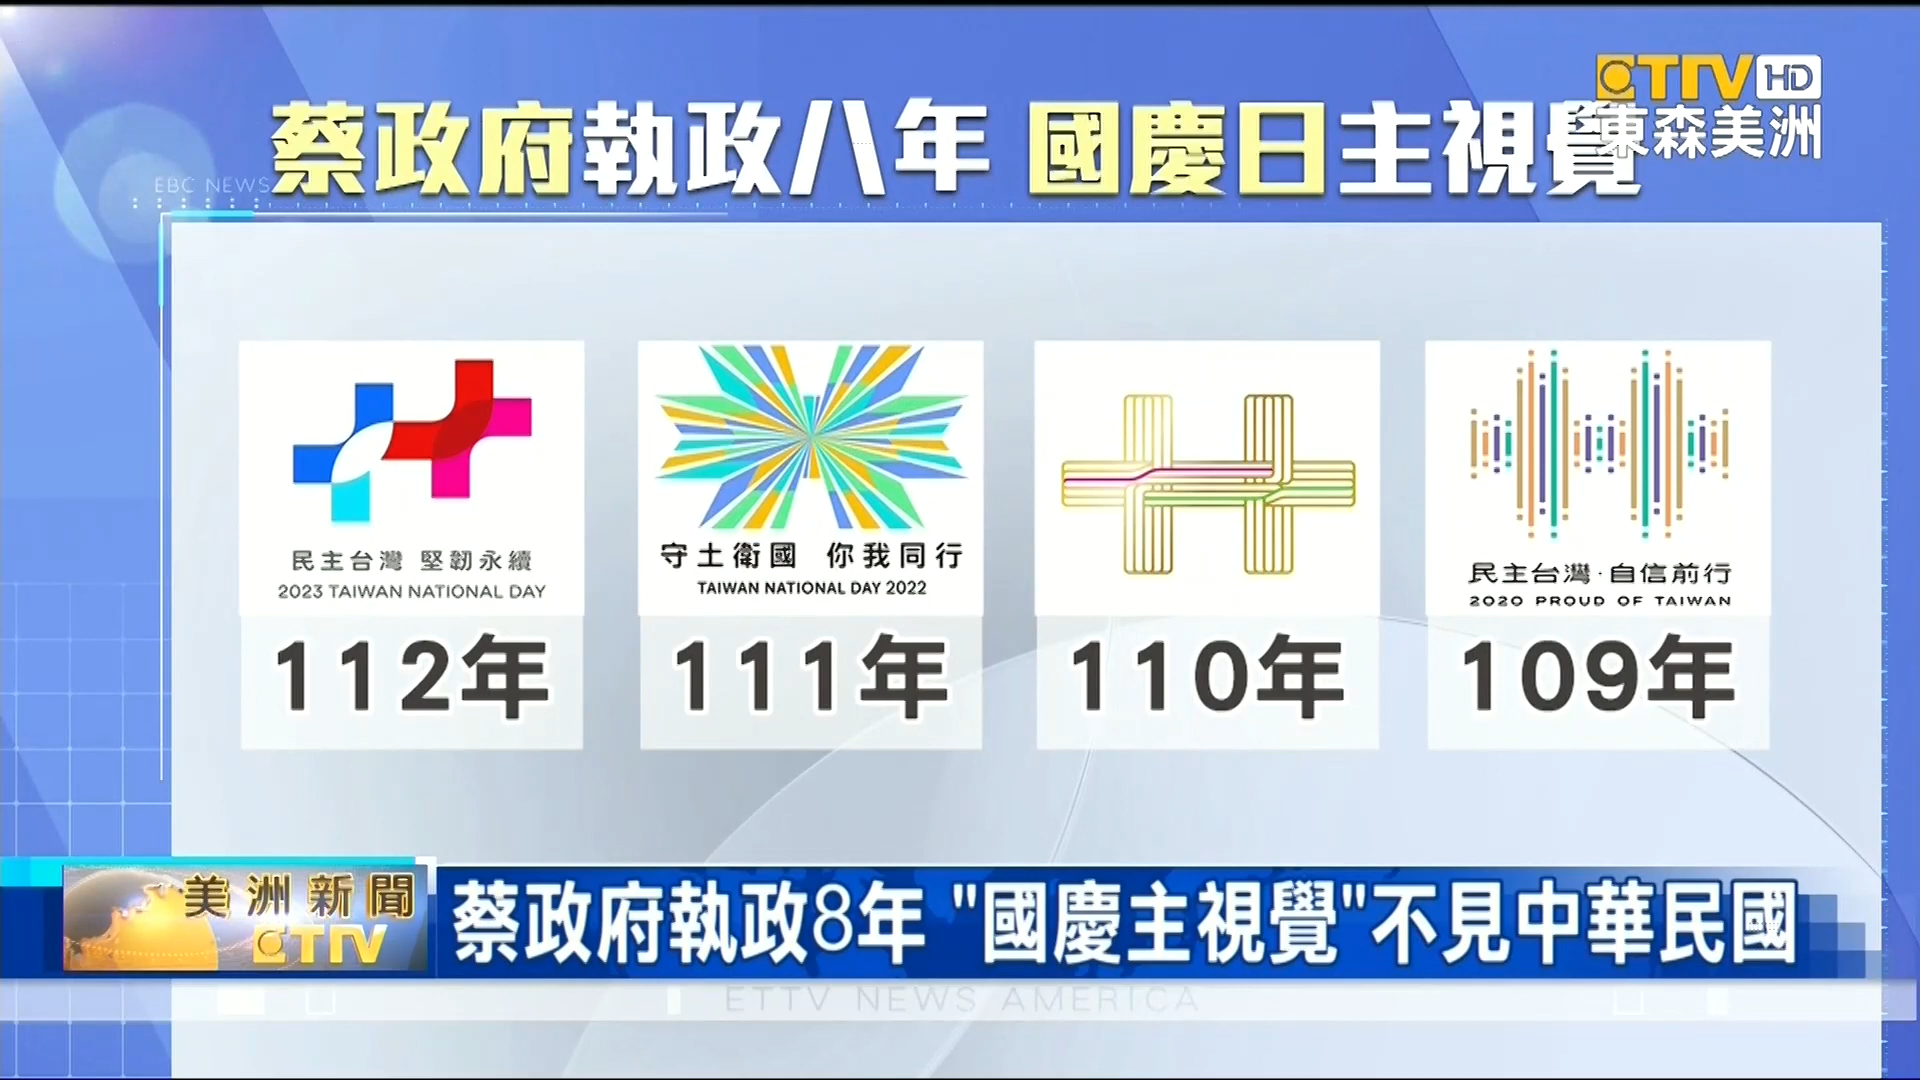 ETTV HD
東森美洲
蔡政府執政八年 國慶日主視覺
EBC NEWS
民主台灣 堅韌永續
2023 TAIWAN NATIONAL DAY
112年
守土衛國 你我同行
TAIWAN NATIONAL DAY 2022
111年
110年
民主台灣·自信前行
2020 PROUD OF TAIWAN
109年
美洲新聞
ETTV
蔡政府執政8年 "國慶主視覺"不見中華民國
ETTV NEWS AMERICA